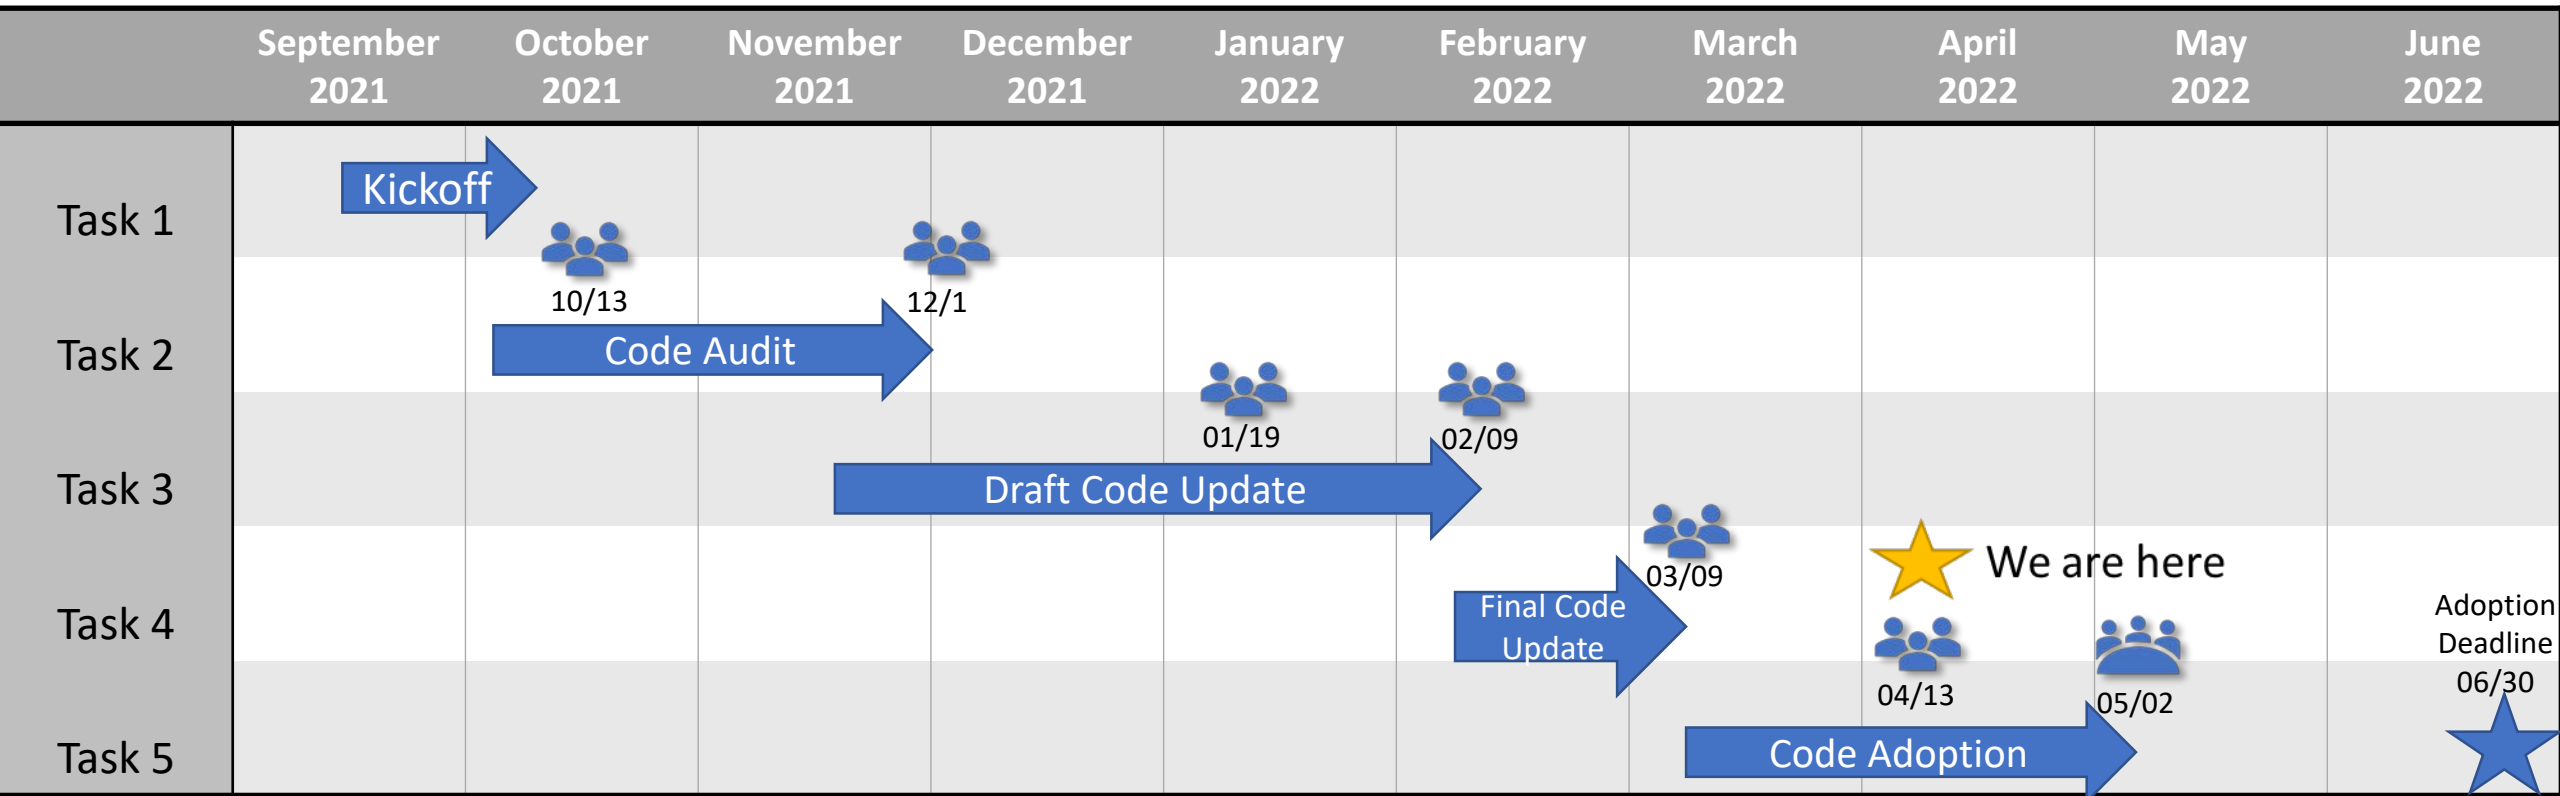 September October November December January February March April May June
2021 2021 2021 2021 2022 2022 2022 2022 2022 2022
Task 1
Kickoff
10/13
12/1
Task 2
Code Audit
01/19
02/09
Task 3
Draft Code Update
03/09
We are here
Task 4
Final Code
Update
04/13
05/02
Adoption
Deadline
06/30
Task 5
Code Adoption